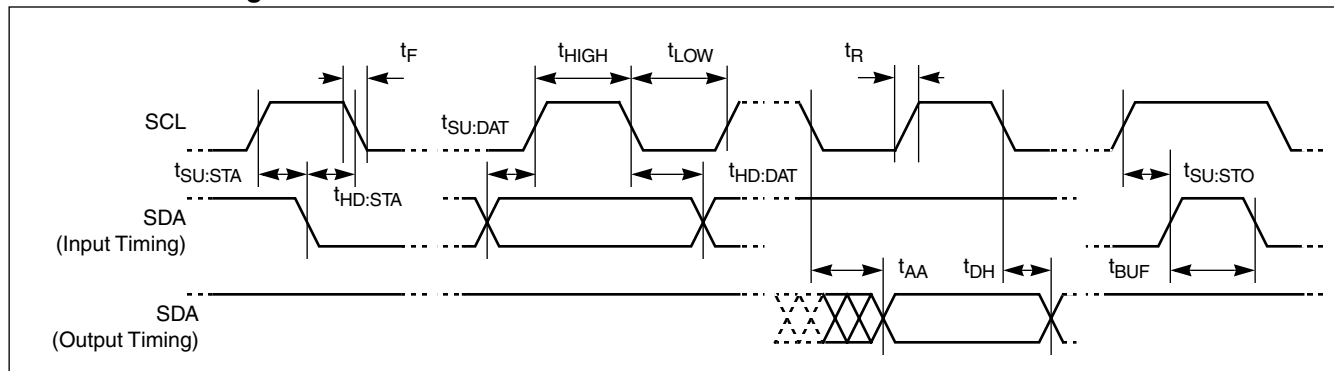 tF
tHIGH
tLOW
tR
SCL
tSU:DAT
tSU:STA
tHD:STA
tHD:DAT
tSU:STO
SDA
(Input Timing)
tAA
tDH
tBUF
SDA
(Output Timing)